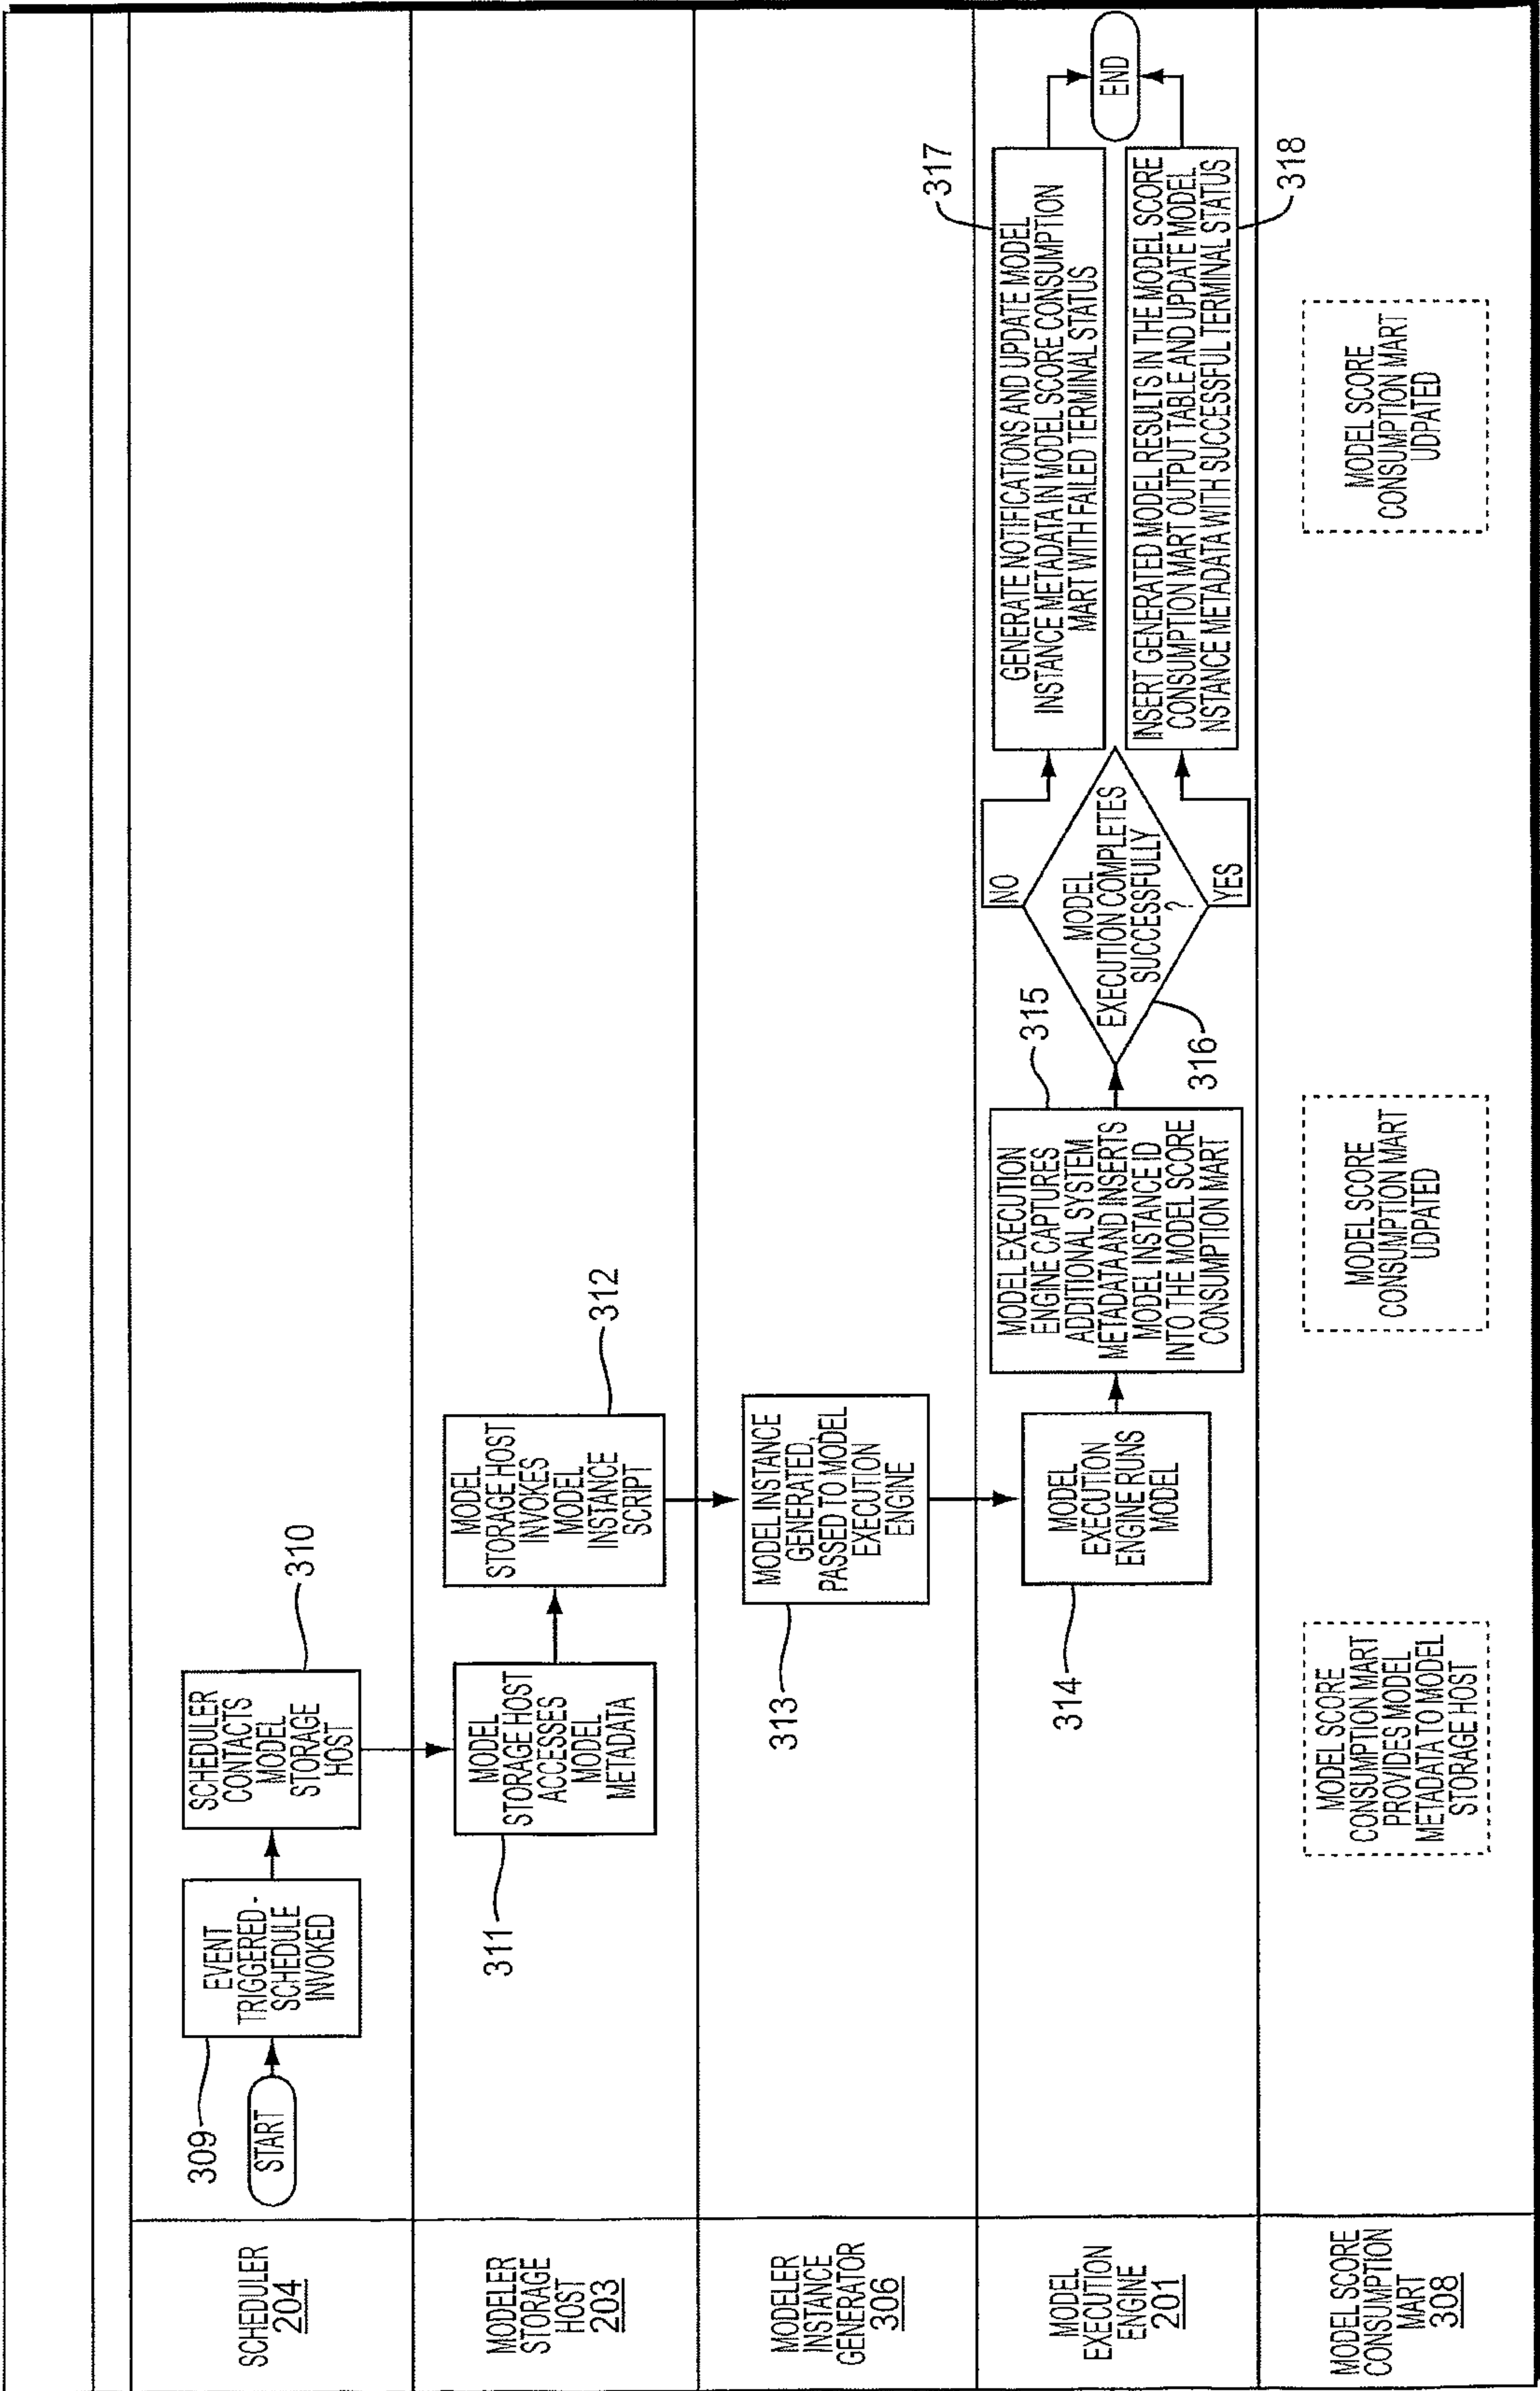 SCHEDULER
204
START
309
EVENT
TRIGGERED-
SCHEDULE
INVOKED
SCHEDULER
CONTACTS
MODEL
STORAGE
HOST
310
MODELER
STORAGE
HOST
203
311
MODEL
STORAGE HOST
ACCESSES
MODEL
METADATA
MODEL
STORAGE HOST
INVOKES
MODEL
INSTANCE
SCRIPT
312
MODELER
INSTANCE
GENERATOR
306
313
MODEL INSTANCE
GENERATED,
PASSED TO MODEL
EXECUTION
ENGINE
MODEL
EXECUTION
ENGINE
201
314
MODEL
EXECUTION
ENGINE RUNS
MODEL
MODEL EXECUTION
ENGINE CAPTURES
ADDITIONAL SYSTEM
METADATA AND INSERTS
MODEL INSTANCE ID
INTO THE MODEL SCORE
CONSUMPTION MART
315
MODEL
EXECUTION COMPLETES
SUCCESSFULLY
?
316
NO
YES
GENERATE NOTIFICATIONS AND UPDATE MODEL
INSTANCE METADATA IN MODEL SCORE CONSUMPTION
MART WITH FAILED TERMINAL STATUS
317
INSERT GENERATED MODEL RESULTS IN THE MODEL SCORE
CONSUMPTION MART OUTPUT TABLE AND UPDATE MODEL
INSTANCE METADATA WITH SUCCESSFUL TERMINAL STATUS
318
END
MODEL SCORE
CONSUMPTION
MART
308
MODEL SCORE
CONSUMPTION MART
PROVIDES MODEL
METADATA TO MODEL
STORAGE HOST
MODEL SCORE
CONSUMPTION MART
UDPATED
MODEL SCORE
CONSUMPTION MART
UDPATED